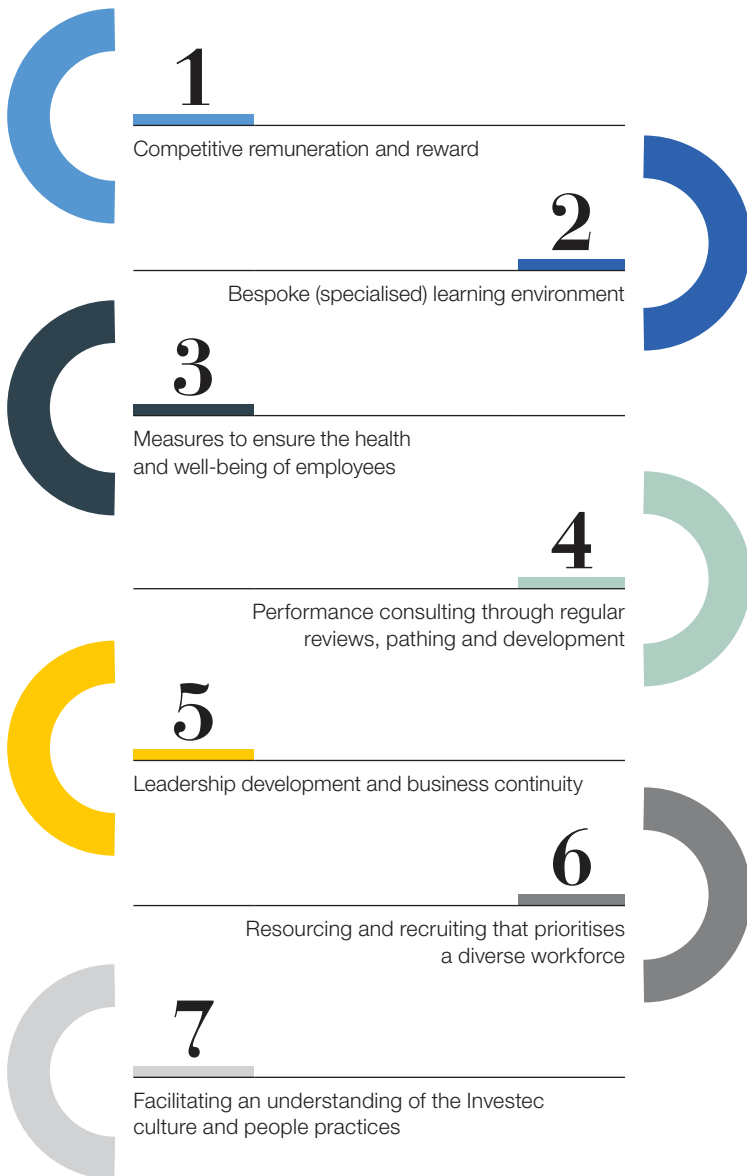 1
Competitive remuneration and reward
2
Bespoke (specialised) learning environment
3
Measures to ensure the health
and well-being of employees
4
Performance consulting through regular
reviews, pathing and development
5
Leadership development and business continuity
6
Resourcing and recruiting that prioritises
a diverse workforce
7
Facilitating an understanding of the Investec
culture and people practices